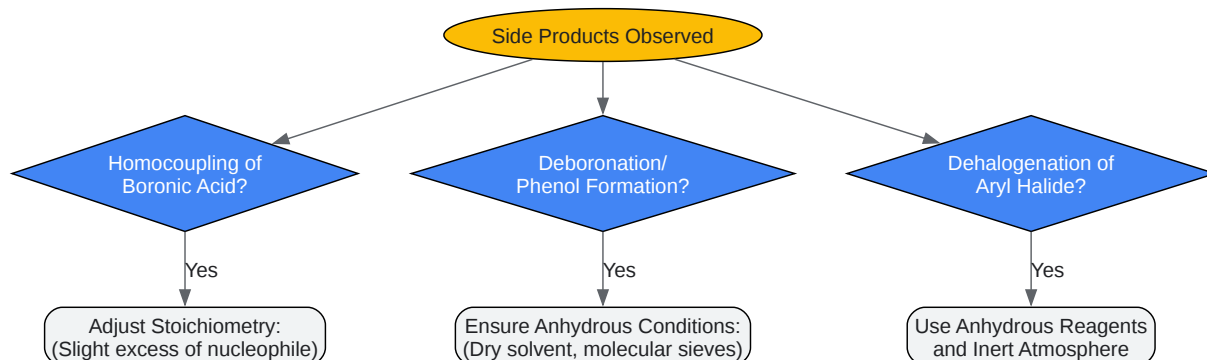 Side Products Observed
Homocoupling of
Boronic Acid?
Deboronation/
Phenol Formation?
Dehalogenation of
Aryl Halide?
Yes
Yes
Yes
Adjust Stoichiometry:
(Slight excess of nucleophile)
Ensure Anhydrous Conditions:
(Dry solvent, molecular sieves)
Use Anhydrous Reagents
and Inert Atmosphere